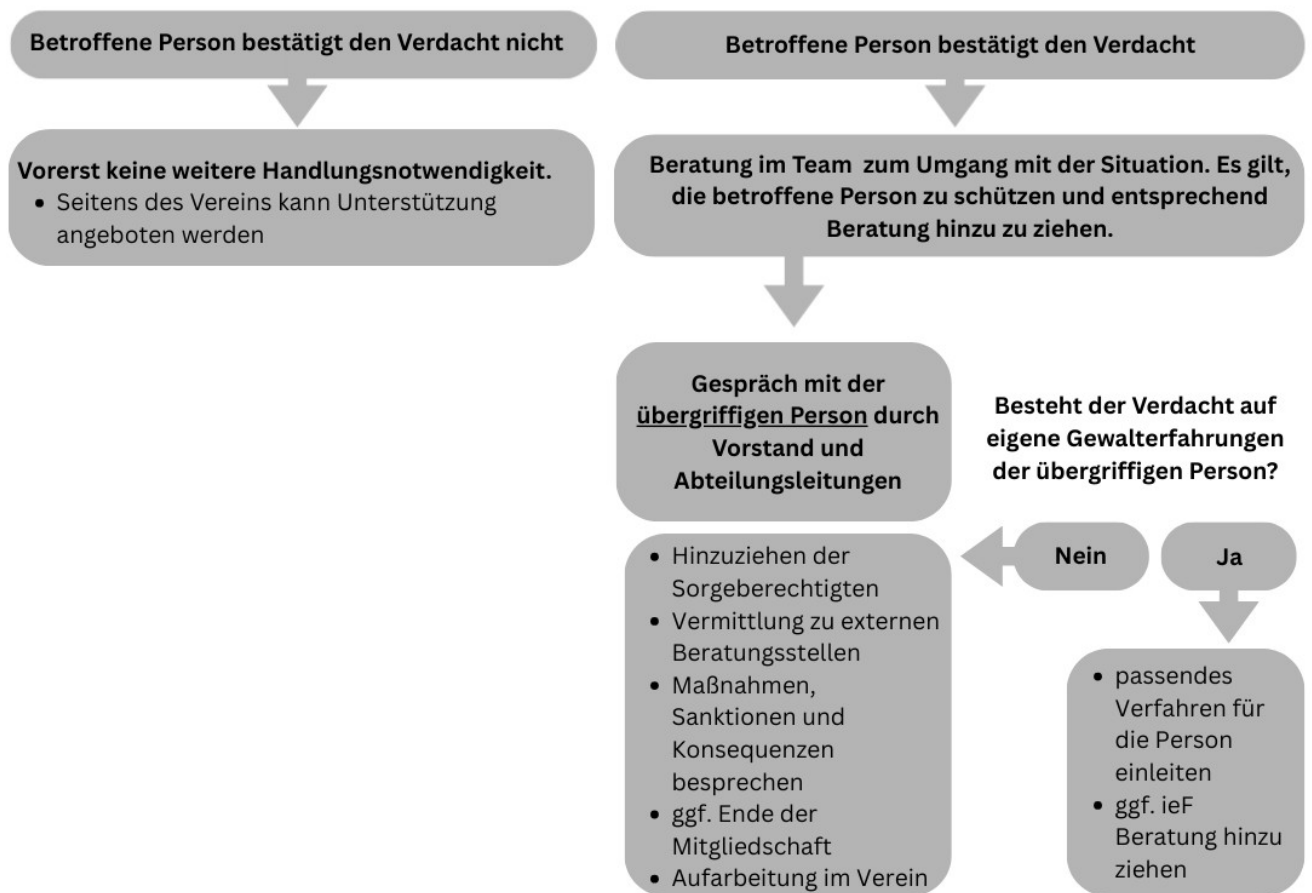 Betroffene Person bestätigt den Verdacht nicht
Vorerst keine weitere Handlungsnotwendigkeit.
• Seitens des Vereins kann Unterstützung
angeboten werden
Betroffene Person bestätigt den Verdacht
Beratung im Team zum Umgang mit der Situation. Es gilt,
die betroffene Person zu schützen und entsprechend
Beratung hinzu zu ziehen.
Gespräch mit der
übergriffigen Person durch
Vorstand und
Abteilungsleitungen
Besteht der Verdacht auf
eigene Gewalterfahrungen
der übergriffigen Person?
Nein
Ja
• Hinzuziehen der
Sorgeberechtigten
• Vermittlung zu externen
Beratungsstellen
• Maßnahmen,
Sanktionen und
Konsequenzen
besprechen
• ggf. Ende der
Mitgliedschaft
• Aufarbeitung im Verein
• passendes
Verfahren für
die Person
einleiten
• ggf. ieF
Beratung hinzu
ziehen